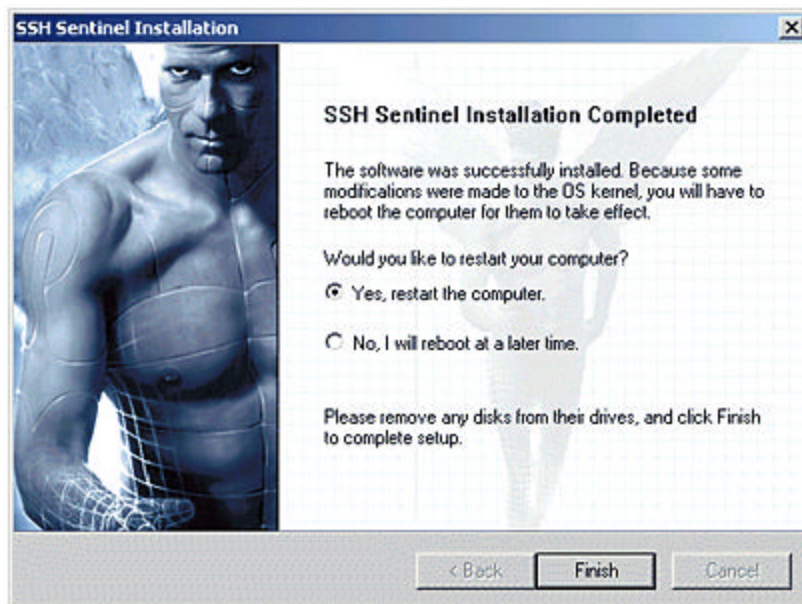 SSH Sentinel Installation
SSH Sentinel Installation Completed
The software was successfully installed. Because some
modifications were made to the OS kernel, you will have to
reboot the computer for them to take effect.
Would you like to restart your computer?
Yes, restart the computer.
No, I will reboot at a later time.
Please remove any disks from their drives, and click Finish
to complete setup.
< Back Finish Cancel